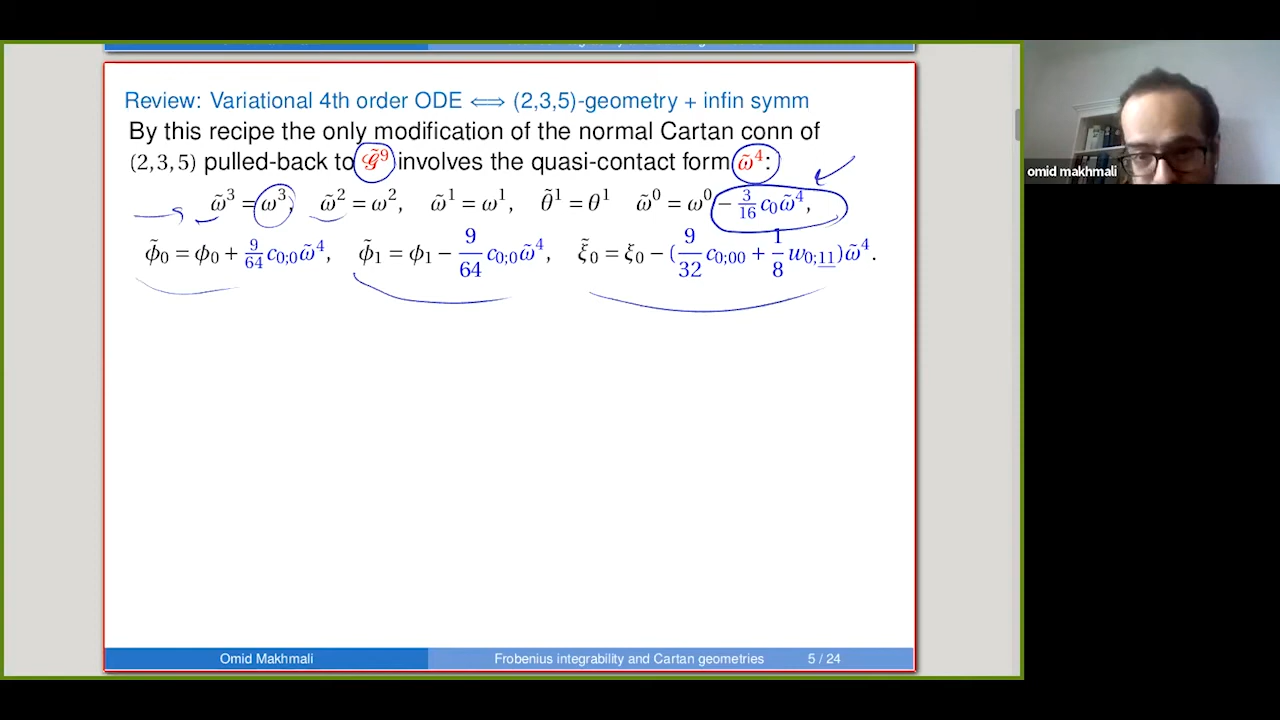 Review: Variational 4th order ODE ⟺ (2,3,5)-geometry + infin symm
By this recipe the only modification of the normal Cartan conn of
(2,3,5) pulled-back to 𝒢̃⁹ involves the quasi-contact form ω̃⁴:
ω̃³ = ω³, ω̃² = ω², ω̃¹ = ω¹, θ̃¹ = θ¹ ω̃⁰ = ω⁰ − 3/16 c₀ω̃⁴,
ϕ̃₀ = ϕ₀ + 9/64 c₀;₀ω̃⁴, ϕ̃₁ = ϕ₁ − 9/64 c₀;₀ω̃⁴, ξ̃₀ = ξ₀ − (9/32 c₀;₀₀ + 1/8 w₀;₁₁)ω̃⁴.
omid makhmali
Omid Makhmali Frobenius integrability and Cartan geometries 5 / 24